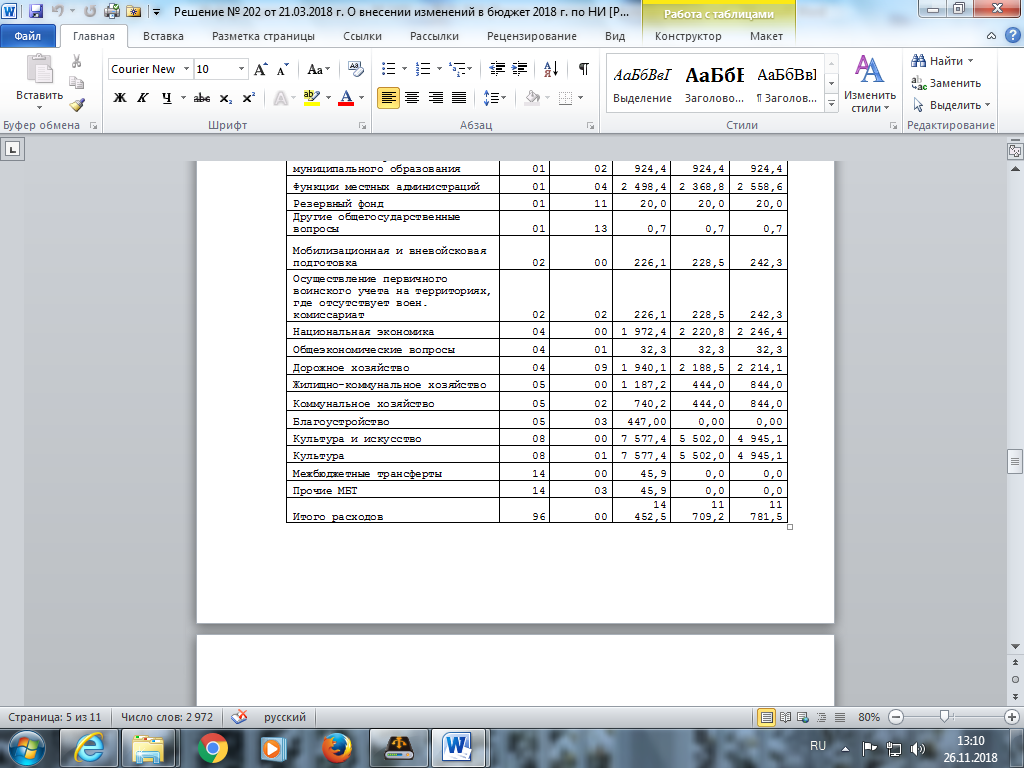 Решение № 202 от 21.03.2018 г. О внесении изменений в бюджет 2018 г. по НИ [Р...
Работа с таблицами
Файл Главная Вставка Разметка страницы Ссылки Рассылки Рецензирование Вид Конструктор Макет
Вставить
Courier New 10
Ж К Ч abc x₂ x²
АаБбВвГ АаБбВ АаБбВвІ
Выделение Заголово... ¶ Заголов...
Изменить стили
Найти
Заменить
Выделить
Буфер обмена Шрифт Абзац Стили Редактирование
муниципального образования 01 02 924,4 924,4 924,4
Функции местных администраций 01 04 2 498,4 2 368,8 2 558,6
Резервный фонд 01 11 20,0 20,0 20,0
Другие общегосударственные
вопросы 01 13 0,7 0,7 0,7
Мобилизационная и вневойсковая
подготовка 02 00 226,1 228,5 242,3
Осуществление первичного
воинского учета на территориях,
где отсутствует воен.
комиссариат 02 02 226,1 228,5 242,3
Национальная экономика 04 00 1 972,4 2 220,8 2 246,4
Общеэкономические вопросы 04 01 32,3 32,3 32,3
Дорожное хозяйство 04 09 1 940,1 2 188,5 2 214,1
Жилищно-коммунальное хозяйство 05 00 1 187,2 444,0 844,0
Коммунальное хозяйство 05 02 740,2 444,0 844,0
Благоустройство 05 03 447,00 0,00 0,00
Культура и искусство 08 00 7 577,4 5 502,0 4 945,1
Культура 08 01 7 577,4 5 502,0 4 945,1
Межбюджетные трансферты 14 00 45,9 0,0 0,0
Прочие МБТ 14 03 45,9 0,0 0,0
14 11 11
Итого расходов 96 00 452,5 709,2 781,5
Страница: 5 из 11 Число слов: 2 972 русский 80%
RU 13:10
26.11.2018